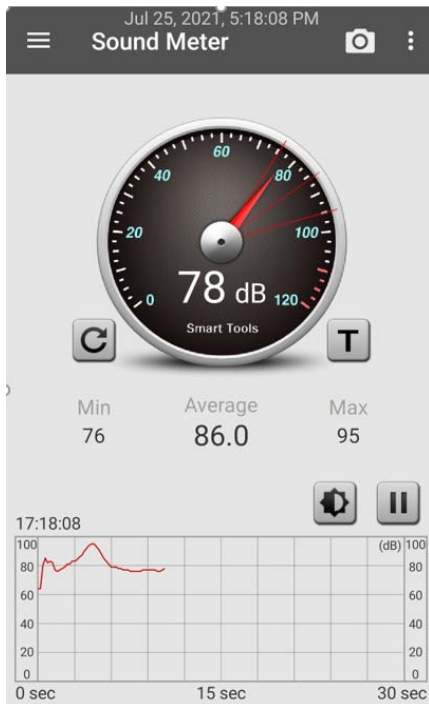 Jul 25, 2021, 5:18:08 PM
Sound Meter
60
40
80
20
100
0
78 dB
120
Smart Tools
C
T
Min Average Max
76 86.0 95
17:18:08
100 (dB) 100
80 80
60 60
40 40
20 20
0 0
0 sec 15 sec 30 sec